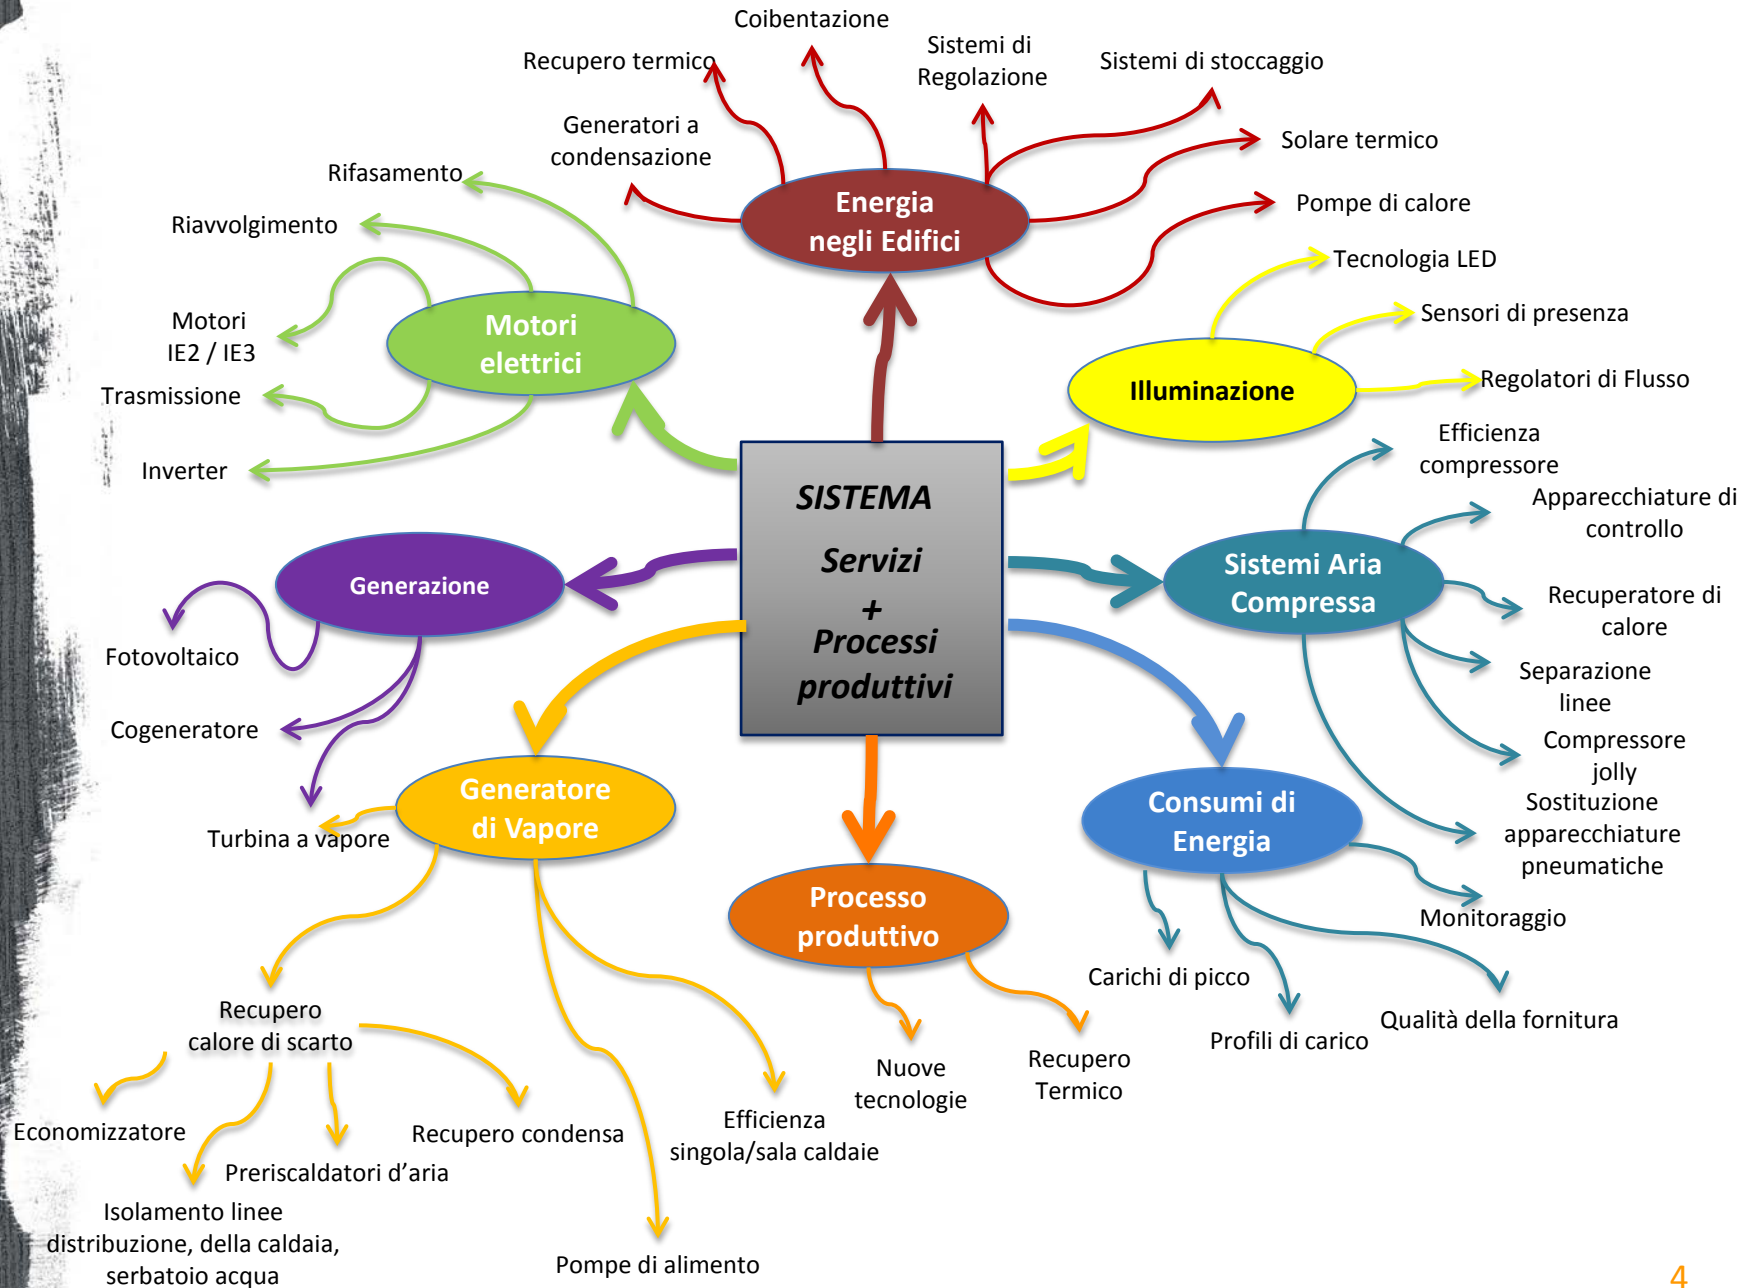 Coibentazione
Recupero termico
Sistemi di
Regolazione
Sistemi di stoccaggio
Generatori a
condensazione
Solare termico
Rifasamento
Pompe di calore
Energia
negli Edifici
Riavvolgimento
Tecnologia LED
Motori
IE2 / IE3
Motori
elettrici
Sensori di presenza
Trasmissione
Illuminazione
Regolatori di Flusso
Inverter
Efficienza
compressore
SISTEMA
Servizi
+
Processi
produttivi
Apparecchiature di
controllo
Generazione
Sistemi Aria
Compressa
Recuperatore di
calore
Fotovoltaico
Separazione
linee
Cogeneratore
Compressore
jolly
Generatore
di Vapore
Consumi di
Energia
Sostituzione
apparecchiature
pneumatiche
Turbina a vapore
Processo
produttivo
Monitoraggio
Carichi di picco
Recupero
calore di scarto
Qualità della fornitura
Profili di carico
Nuove
tecnologie
Recupero
Termico
Economizzatore
Recupero condensa
Efficienza
singola/sala caldaie
Preriscaldatori d’aria
Isolamento linee
distribuzione, della caldaia,
serbatoio acqua
Pompe di alimento
4